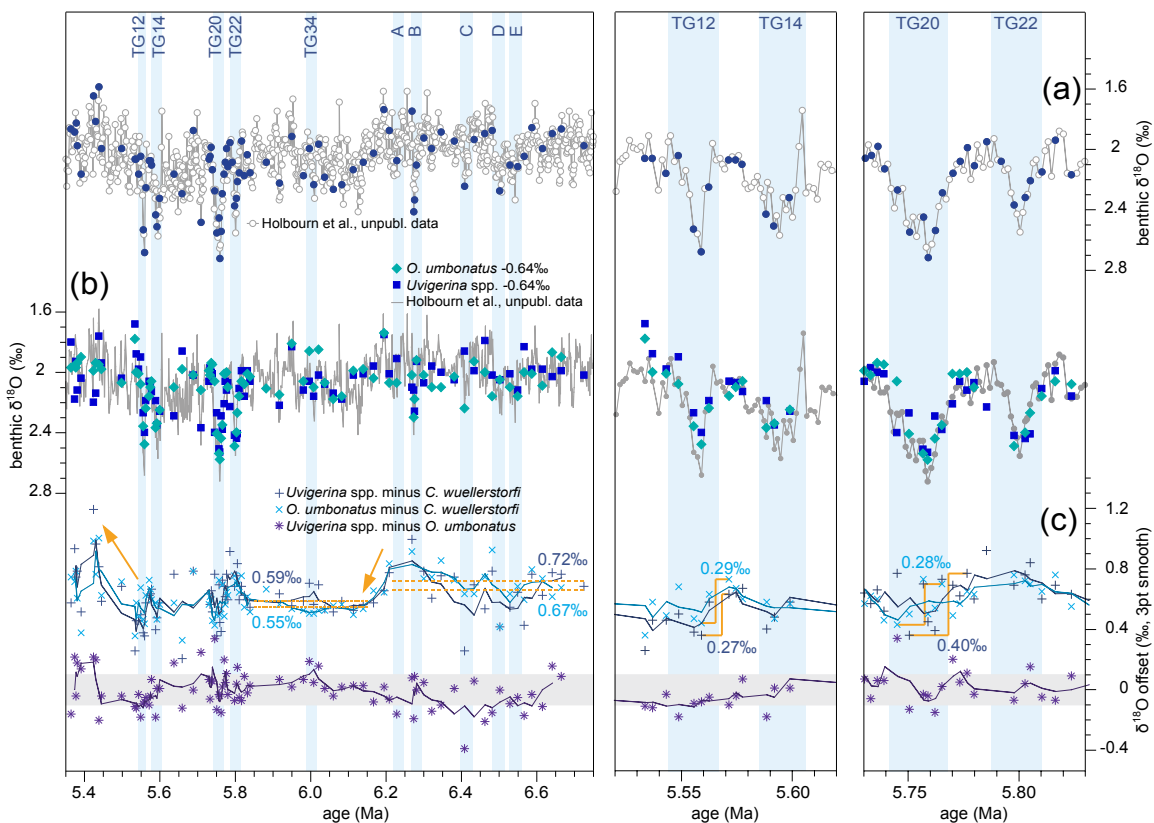 TG12
TG14
TG20
TG22
TG34
A
B
C
D
E
TG12
TG14
TG20
TG22
(a)
1.6
2
2.4
2.8
benthic δ¹⁸O (‰)
Holbourn et al., unpubl. data
(b)
O. umbonatus -0.64‰
Uvigerina spp. -0.64‰
Holbourn et al., unpubl. data
1.6
2
2.4
2.8
benthic δ¹⁸O (‰)
Uvigerina spp. minus C. wuellerstorfi
O. umbonatus minus C. wuellerstorfi
Uvigerina spp. minus O. umbonatus
(c)
1.2
0.8
0.4
0
-0.4
δ¹⁸O offset (‰, 3pt smooth)
0.59‰
0.55‰
0.72‰
0.67‰
0.29‰
0.27‰
0.28‰
0.40‰
5.4
5.6
5.8
6.0
6.2
6.4
6.6
age (Ma)
5.55
5.60
age (Ma)
5.75
5.80
age (Ma)